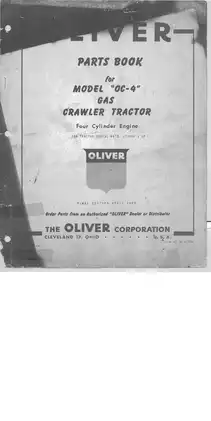 OLIVER
PARTS BOOK
for
MODEL "OC-4"
GAS
CRAWLER TRACTOR
Four Cylinder Engine
OLIVER
Order Parts from an Authorized "OLIVER" Dealer or Distributor
THE OLIVER CORPORATION
CLEVELAND 17, OHIO · · · · · · U. S. A.